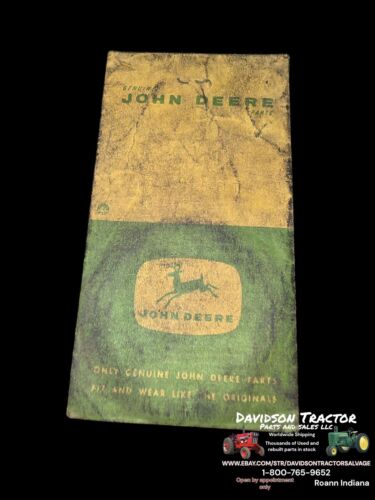 GENUINE
JOHN DEERE
PARTS
JOHN DEERE
ONLY GENUINE JOHN DEERE PARTS
FIT AND WEAR LIKE THE ORIGINALS
DAVIDSON TRACTOR
PARTS AND SALES LLC
Worldwide Shipping
Thousands of Used and
rebuilt parts in stock
WWW.EBAY.COM/STR/DAVIDSONTRACTORSALVAGE
1-800-765-9652
Open by appointment
only
Roann Indiana